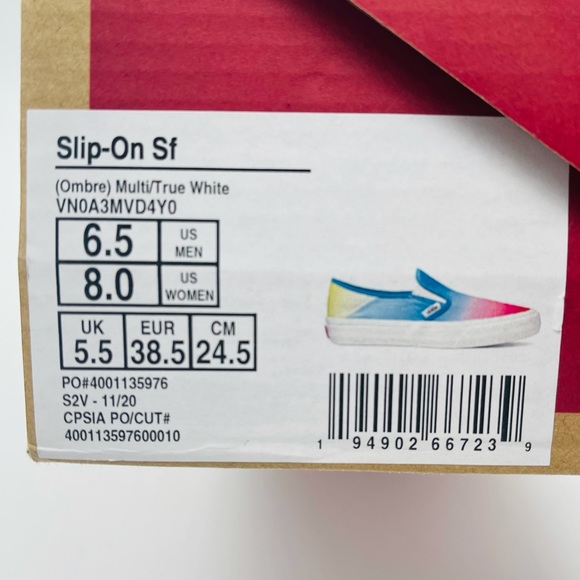 Slip-On Sf
(Ombre) Multi/True White
VN0A3MVD4Y0
6.5 US MEN
8.0 US WOMEN
UK EUR CM
5.5 38.5 24.5
PO#4001135976
S2V - 11/20
CPSIA PO/CUT#
400113597600010
1 94902 66723 9